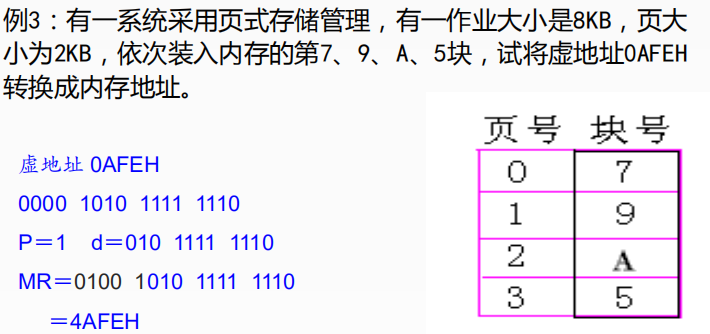 例3：有一系统采用页式存储管理，有一作业大小是8KB，页大
小为2KB，依次装入内存的第7、9、A、5块，试将虚地址0AFEH
转换成内存地址。
虚地址 0AFEH
0000 1010 1111 1110
P＝1 d＝010 1111 1110
MR＝0100 1010 1111 1110
＝4AFEH
页号 块号
0 7
1 9
2 A
3 5